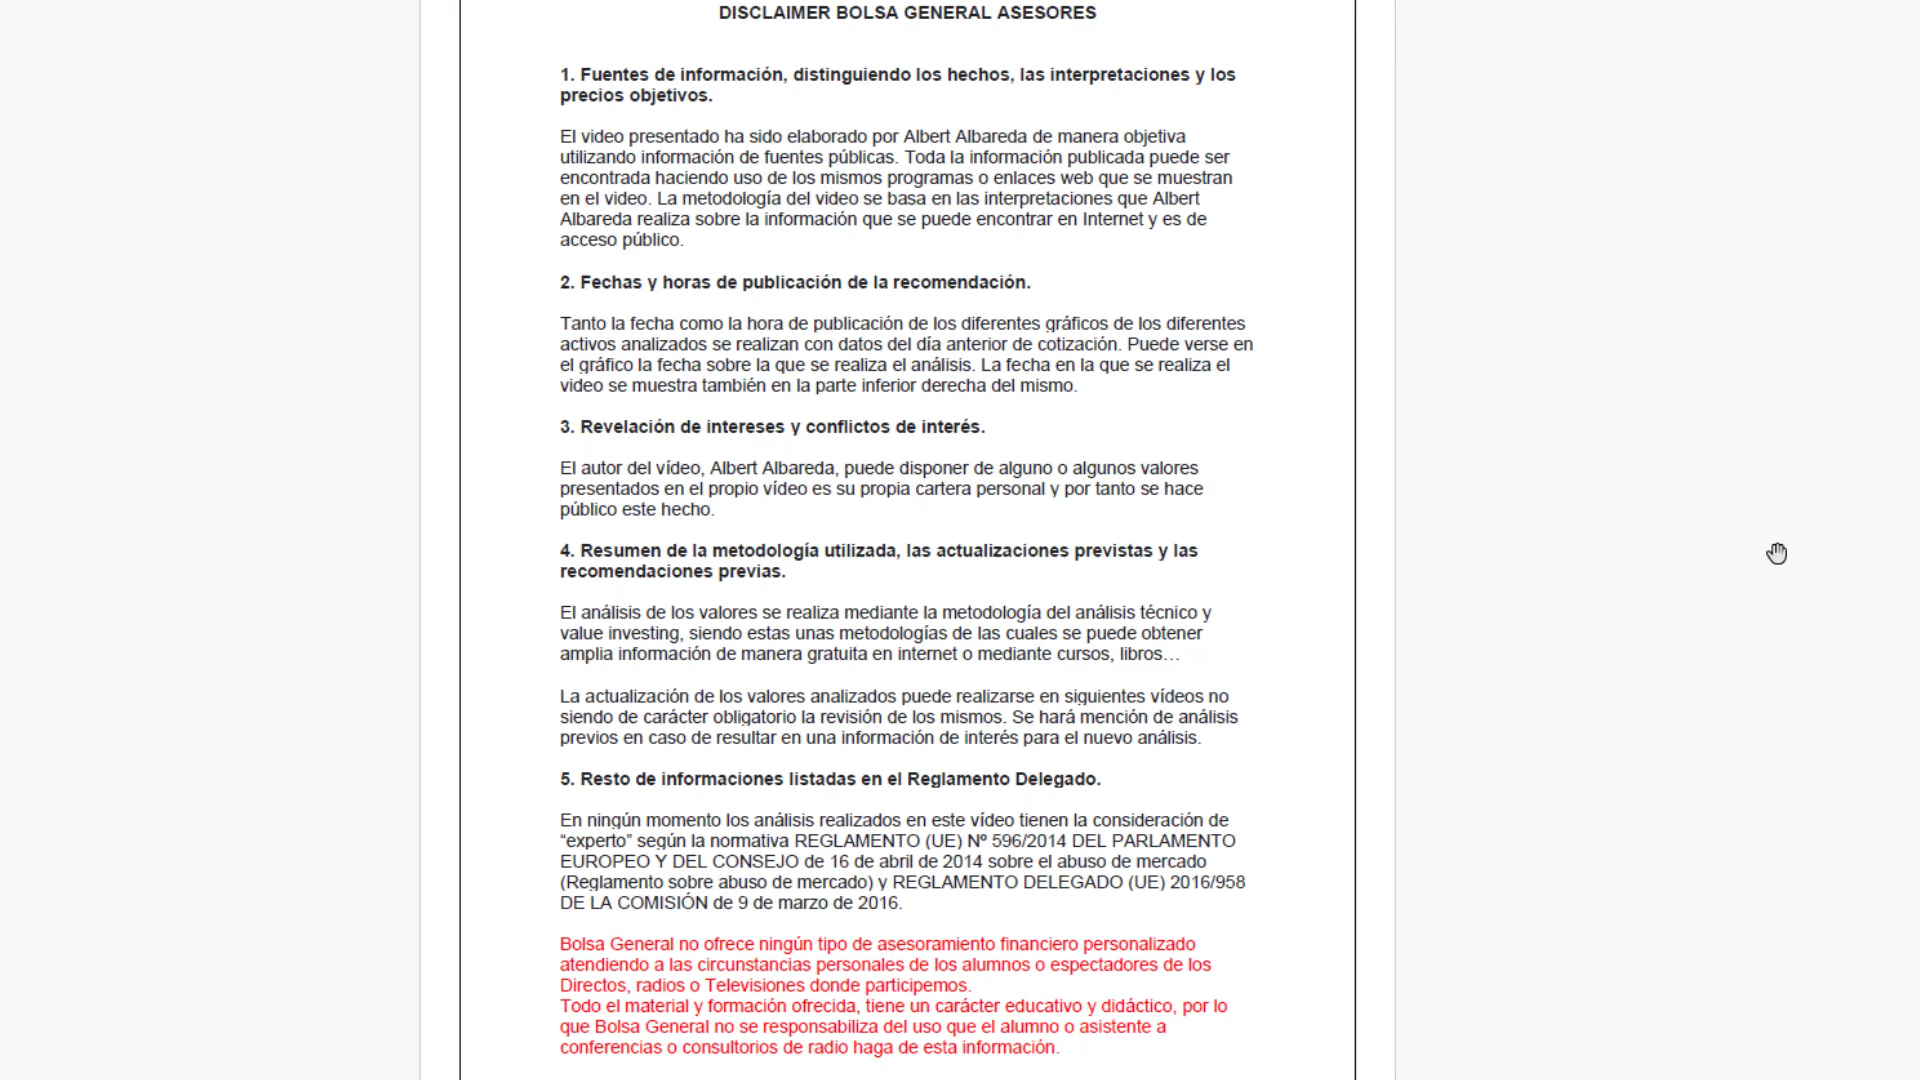 DISCLAIMER BOLSA GENERAL ASESORES
1. Fuentes de información, distinguiendo los hechos, las interpretaciones y los
precios objetivos.
El video presentado ha sido elaborado por Albert Albareda de manera objetiva
utilizando información de fuentes públicas. Toda la información publicada puede ser
encontrada haciendo uso de los mismos programas o enlaces web que se muestran
en el video. La metodología del video se basa en las interpretaciones que Albert
Albareda realiza sobre la información que se puede encontrar en Internet y es de
acceso público.
2. Fechas y horas de publicación de la recomendación.
Tanto la fecha como la hora de publicación de los diferentes gráficos de los diferentes
activos analizados se realizan con datos del día anterior de cotización. Puede verse en
el gráfico la fecha sobre la que se realiza el análisis. La fecha en la que se realiza el
video se muestra también en la parte inferior derecha del mismo.
3. Revelación de intereses y conflictos de interés.
El autor del vídeo, Albert Albareda, puede disponer de alguno o algunos valores
presentados en el propio vídeo es su propia cartera personal y por tanto se hace
público este hecho.
4. Resumen de la metodología utilizada, las actualizaciones previstas y las
recomendaciones previas.
El análisis de los valores se realiza mediante la metodología del análisis técnico y
value investing, siendo estas unas metodologías de las cuales se puede obtener
amplia información de manera gratuita en internet o mediante cursos, libros…
La actualización de los valores analizados puede realizarse en siguientes vídeos no
siendo de carácter obligatorio la revisión de los mismos. Se hará mención de análisis
previos en caso de resultar en una información de interés para el nuevo análisis.
5. Resto de informaciones listadas en el Reglamento Delegado.
En ningún momento los análisis realizados en este vídeo tienen la consideración de
“experto” según la normativa REGLAMENTO (UE) Nº 596/2014 DEL PARLAMENTO
EUROPEO Y DEL CONSEJO de 16 de abril de 2014 sobre el abuso de mercado
(Reglamento sobre abuso de mercado) y REGLAMENTO DELEGADO (UE) 2016/958
DE LA COMISIÓN de 9 de marzo de 2016.
Bolsa General no ofrece ningún tipo de asesoramiento financiero personalizado
atendiendo a las circunstancias personales de los alumnos o espectadores de los
Directos, radios o Televisiones donde participemos.
Todo el material y formación ofrecida, tiene un carácter educativo y didáctico, por lo
que Bolsa General no se responsabiliza del uso que el alumno o asistente a
conferencias o consultorios de radio haga de esta información.